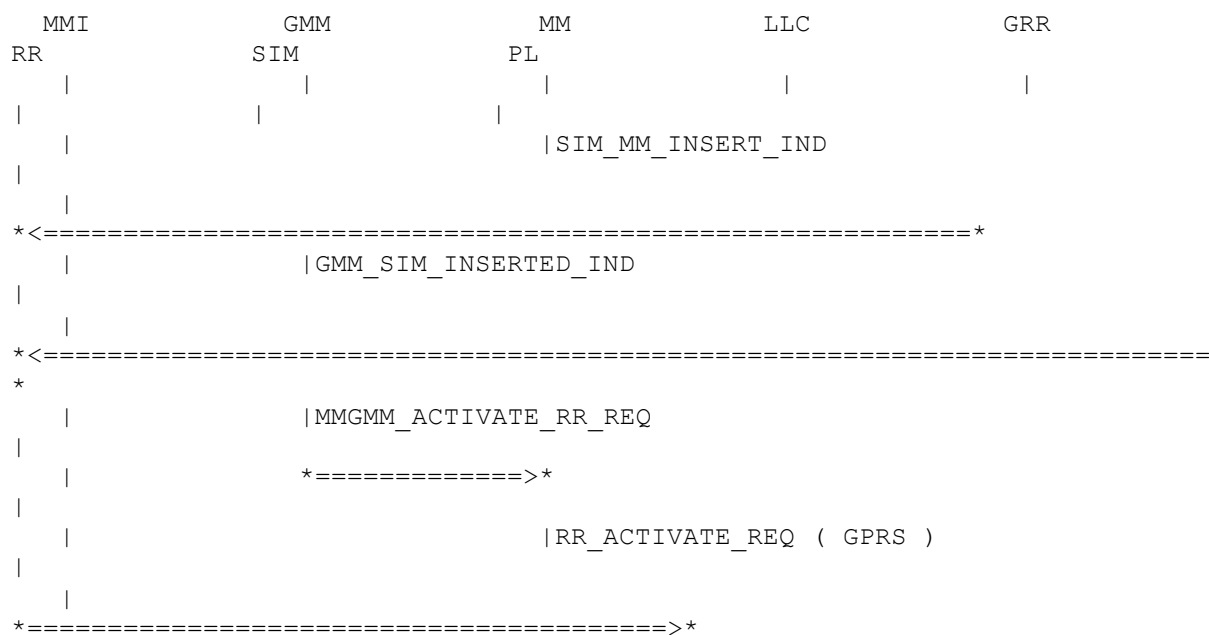 MMI GMM MM LLC GRR
RR SIM PL
| | | | |
| | |
| |SIM_MM_INSERT_IND
|
|
*<==========================================================*
| |GMM_SIM_INSERTED_IND
|
|
*<=========================================================================
*
| |MMGMM_ACTIVATE_RR_REQ
|
| *=============>*
|
| |RR_ACTIVATE_REQ ( GPRS )
|
|
*========================================>*